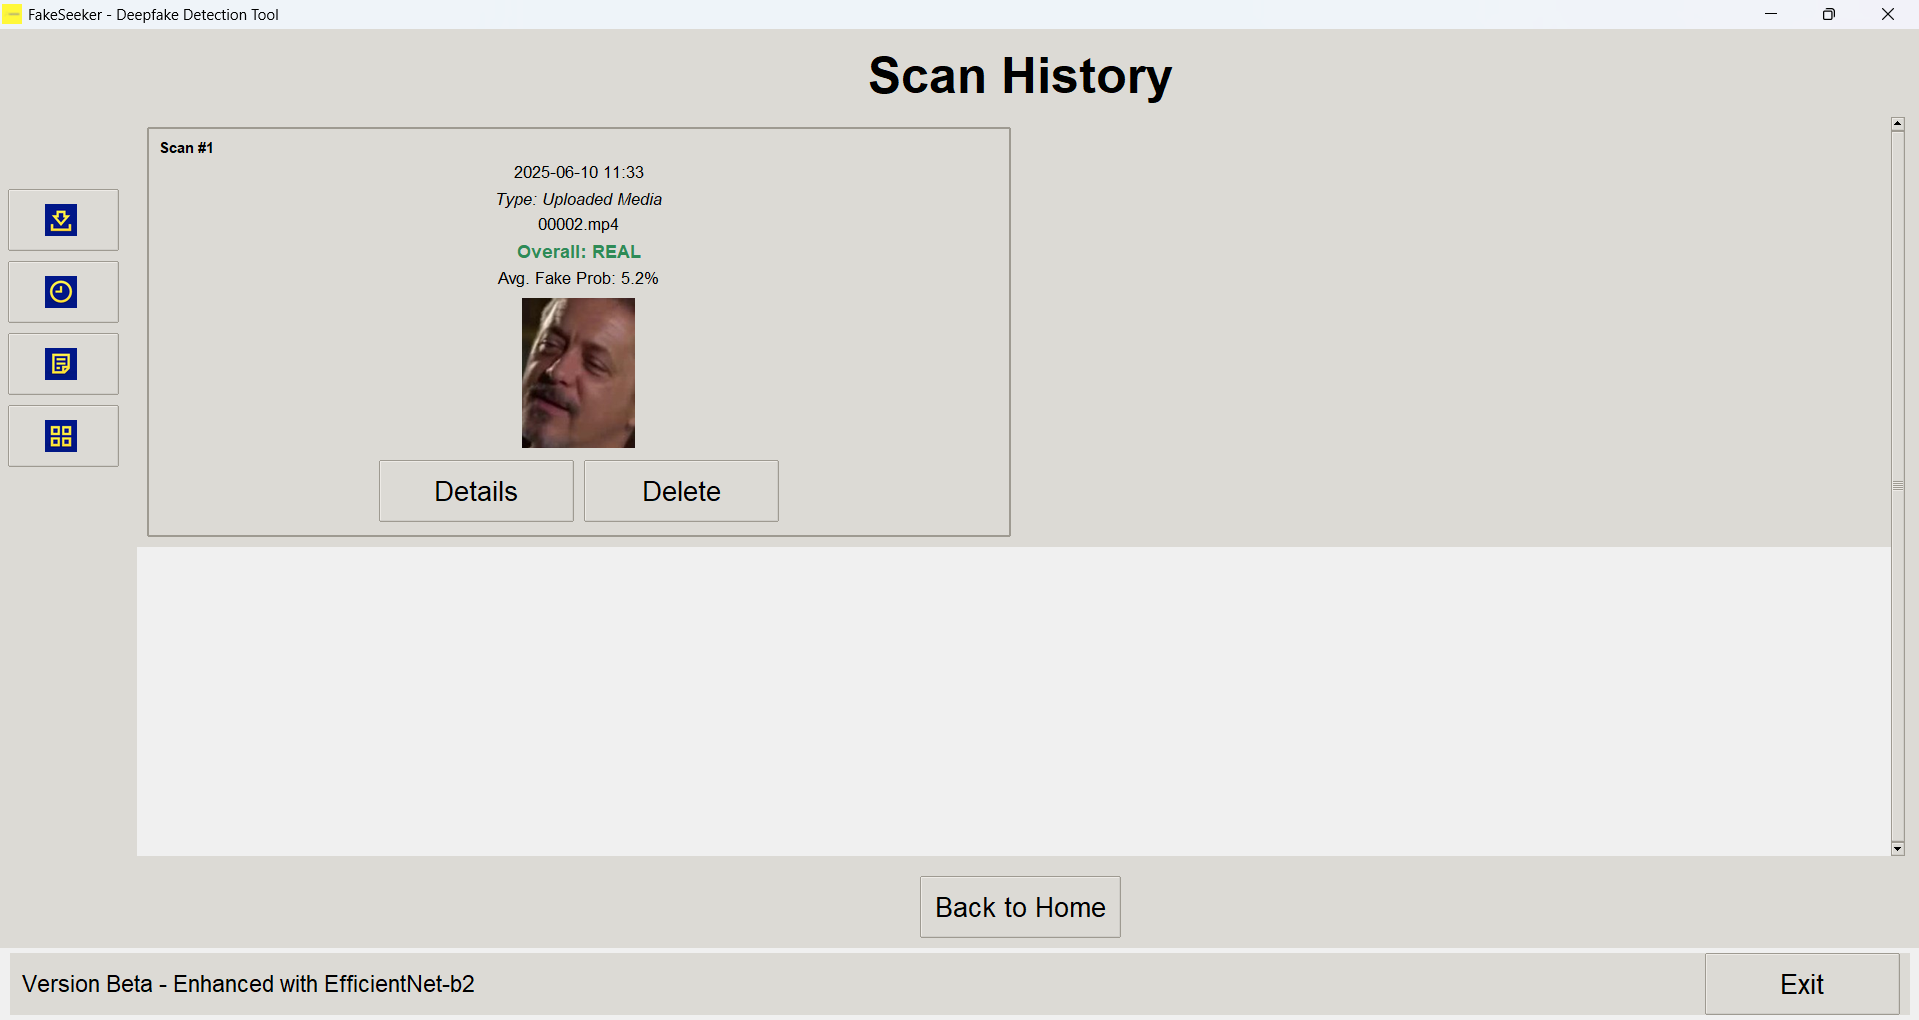 FakeSeeker - Deepfake Detection Tool
Scan History
Scan #1
2025-06-10 11:33
Type: Uploaded Media
00002.mp4
Overall: REAL
Avg. Fake Prob: 5.2%
Details
Delete
Back to Home
Version Beta - Enhanced with EfficientNet-b2
Exit